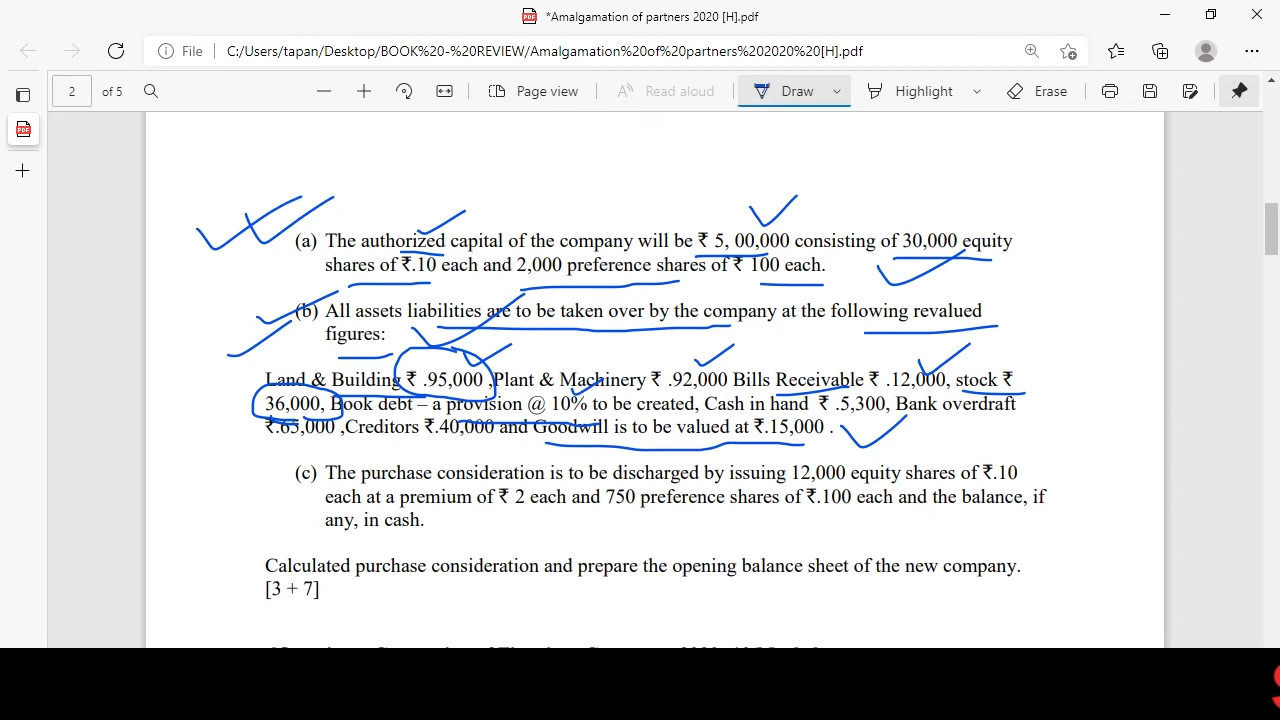 *Amalgamation of partners 2020 [H].pdf
File C:/Users/tapan/Desktop/BOOK%20-%20REVIEW/Amalgamation%20of%20partners%202020%20[H].pdf
2 of 5 Page view Read aloud Draw Highlight Erase
(a) The authorized capital of the company will be ₹ 5, 00,000 consisting of 30,000 equity
shares of ₹.10 each and 2,000 preference shares of ₹ 100 each.
(b) All assets liabilities are to be taken over by the company at the following revalued
figures:
Land & Building ₹ .95,000 ,Plant & Machinery ₹ .92,000 Bills Receivable ₹ .12,000, stock ₹
36,000, Book debt – a provision @ 10% to be created, Cash in hand ₹ .5,300, Bank overdraft
₹.65,000 ,Creditors ₹.40,000 and Goodwill is to be valued at ₹.15,000 .
(c) The purchase consideration is to be discharged by issuing 12,000 equity shares of ₹.10
each at a premium of ₹ 2 each and 750 preference shares of ₹.100 each and the balance, if
any, in cash.
Calculated purchase consideration and prepare the opening balance sheet of the new company.
[3 + 7]